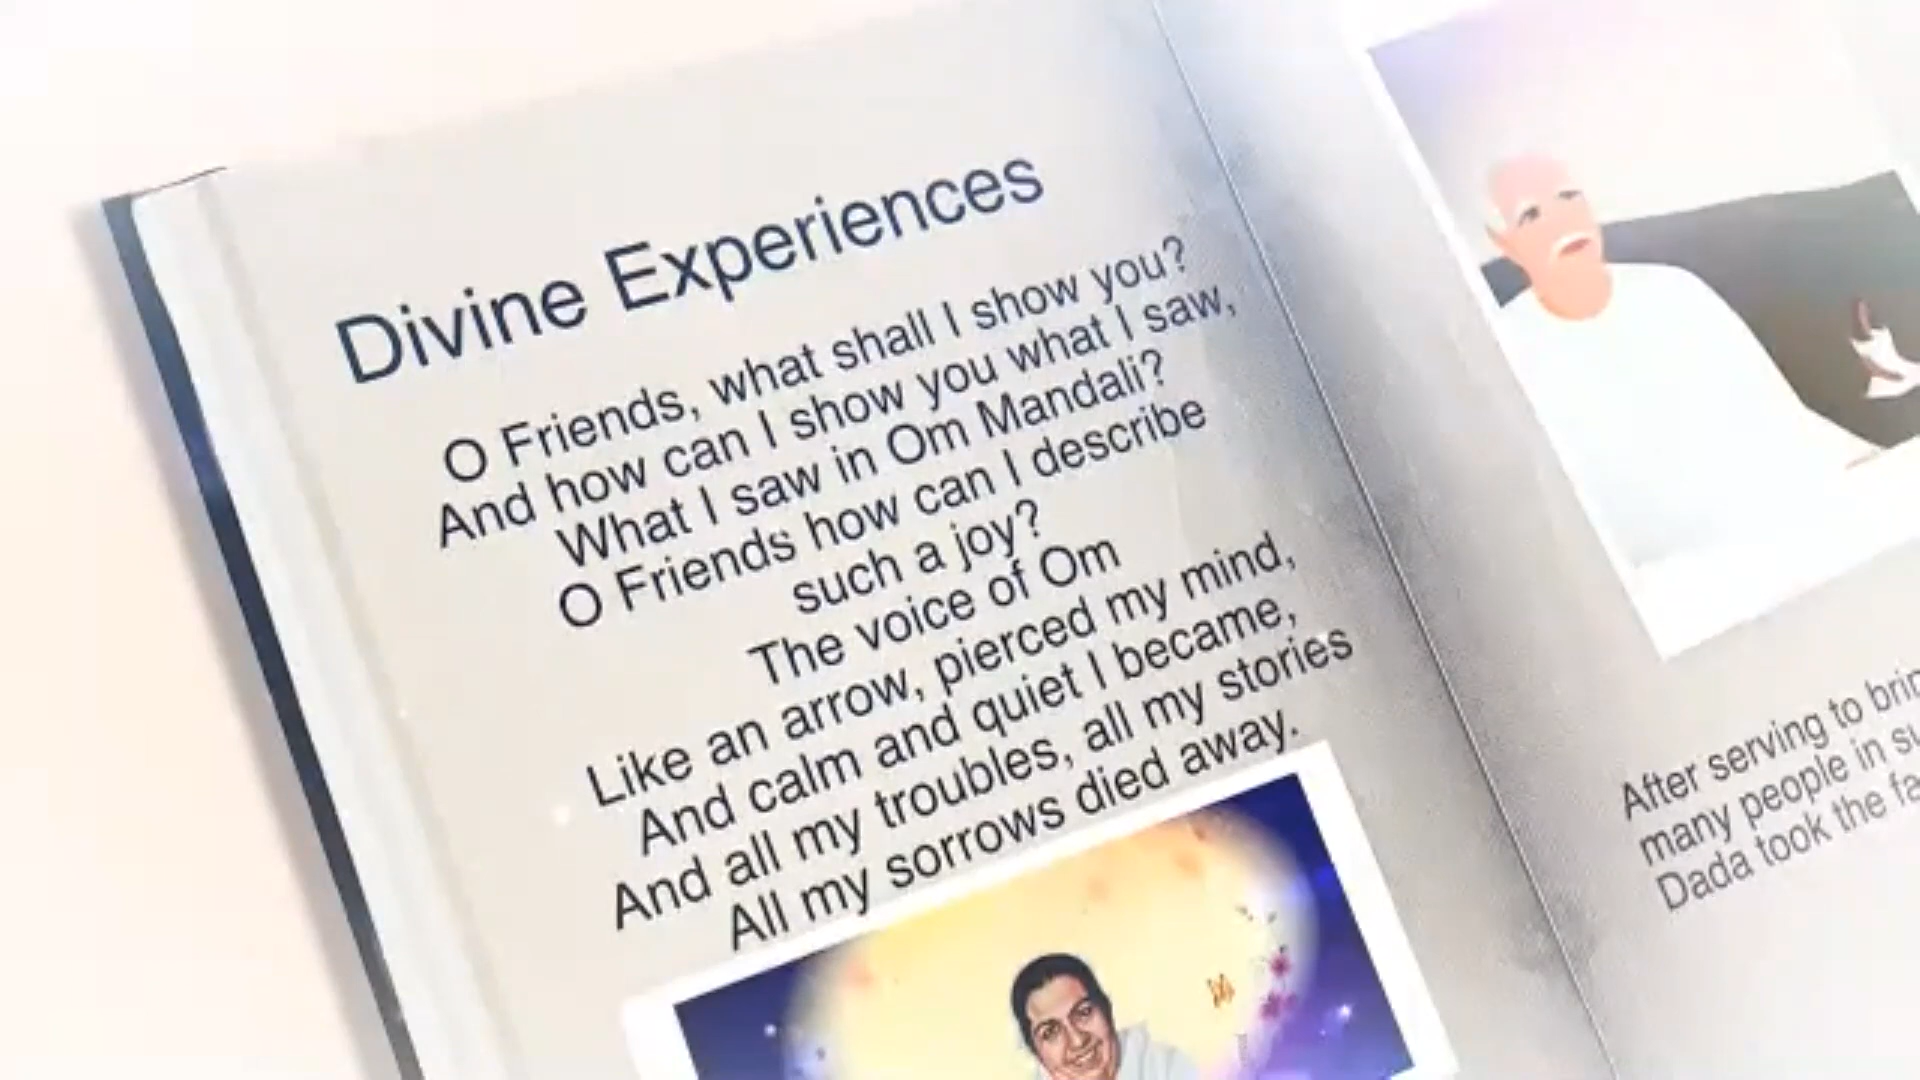 Divine Experiences
O Friends, what shall I show you?
And how can I show you what I saw,
What I saw in Om Mandali?
O Friends how can I describe
such a joy?
The voice of Om
Like an arrow, pierced my mind,
And calm and quiet I became,
And all my troubles, all my stories
All my sorrows died away.
After serving to
many people in
Dada took the